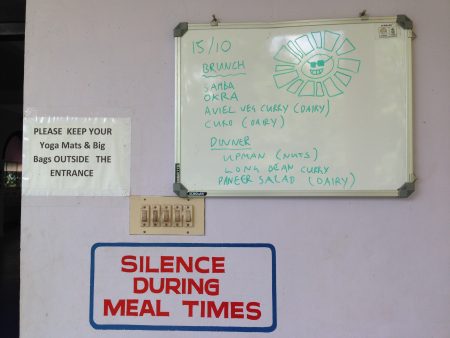 PLEASE KEEP YOUR
Yoga Mats & Big
Bags OUTSIDE THE
ENTRANCE
15/10
BRUNCH
SAMBA
OKRA
AVIEL VEG CURRY (DAIRY)
CURD (DAIRY)
DINNER
UPMAN (NUTS)
LONG BEAN CURRY
PANEER SALAD (DAIRY)
SILENCE
DURING
MEAL TIMES